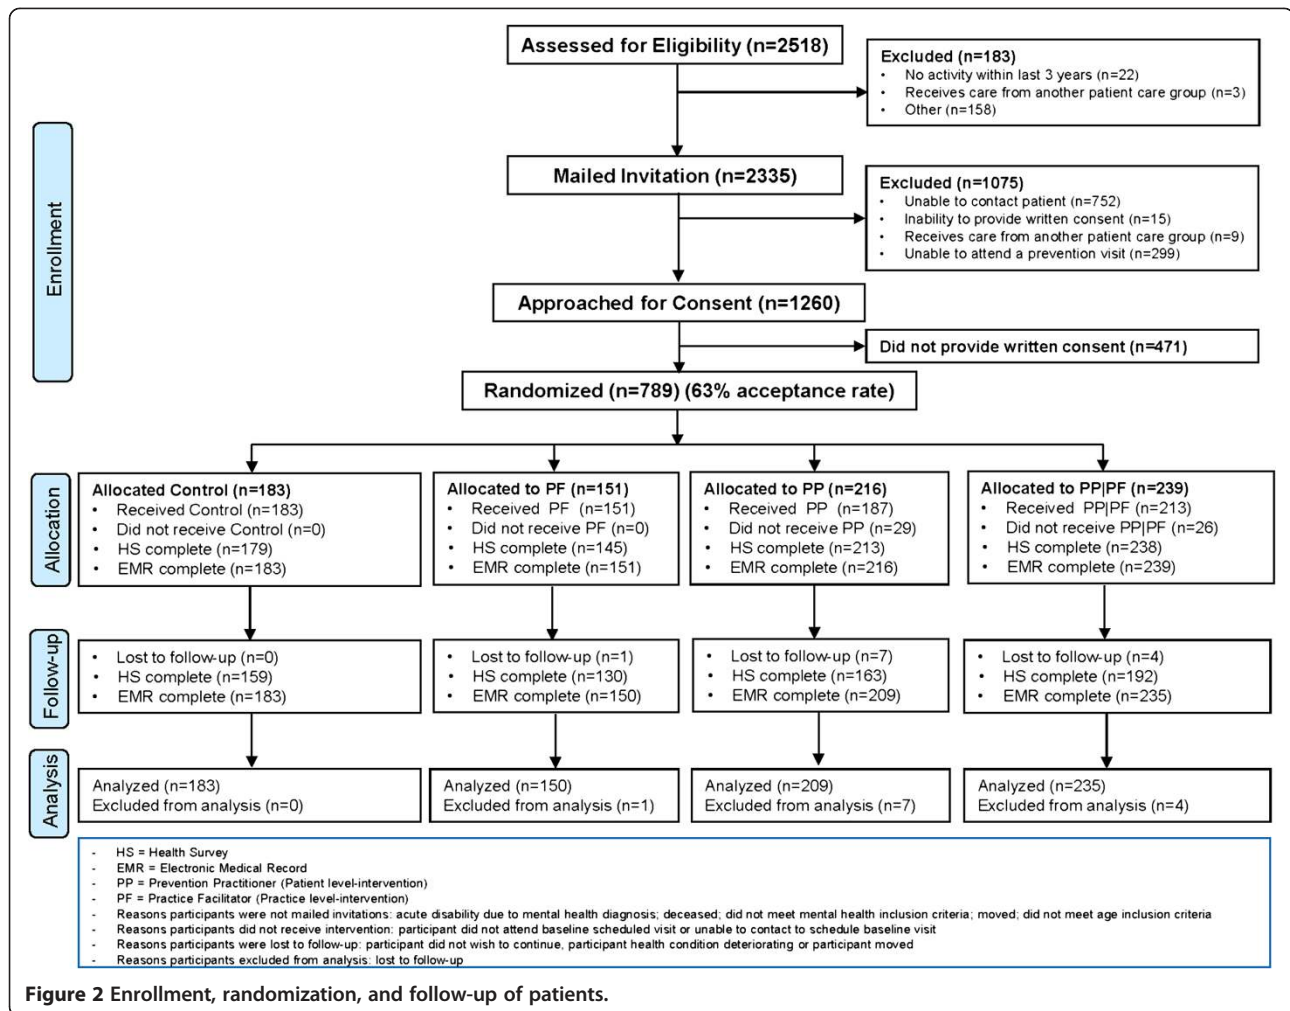 Assessed for Eligibility (n=2518)
Excluded (n=183)
• No activity within last 3 years (n=22)
• Receives care from another patient care group (n=3)
• Other (n=158)
Enrollment
Mailed Invitation (n=2335)
Excluded (n=1075)
• Unable to contact patient (n=752)
• Inability to provide written consent (n=15)
• Receives care from another patient care group (n=9)
• Unable to attend a prevention visit (n=299)
Approached for Consent (n=1260)
Did not provide written consent (n=471)
Randomized (n=789) (63% acceptance rate)
Allocation
Allocated Control (n=183)
• Received Control (n=183)
• Did not receive Control (n=0)
• HS complete (n=179)
• EMR complete (n=183)
Allocated to PF (n=151)
• Received PF (n=151)
• Did not receive PF (n=0)
• HS complete (n=145)
• EMR complete (n=151)
Allocated to PP (n=216)
• Received PP (n=187)
• Did not receive PP (n=29)
• HS complete (n=213)
• EMR complete (n=216)
Allocated to PP|PF (n=239)
• Received PP|PF (n=213)
• Did not receive PP|PF (n=26)
• HS complete (n=238)
• EMR complete (n=239)
Follow-up
• Lost to follow-up (n=0)
• HS complete (n=159)
• EMR complete (n=183)
• Lost to follow-up (n=1)
• HS complete (n=130)
• EMR complete (n=150)
• Lost to follow-up (n=7)
• HS complete (n=163)
• EMR complete (n=209)
• Lost to follow-up (n=4)
• HS complete (n=192)
• EMR complete (n=235)
Analysis
Analyzed (n=183)
Excluded from analysis (n=0)
Analyzed (n=150)
Excluded from analysis (n=1)
Analyzed (n=209)
Excluded from analysis (n=7)
Analyzed (n=235)
Excluded from analysis (n=4)
- HS = Health Survey
- EMR = Electronic Medical Record
- PP = Prevention Practitioner (Patient level-intervention)
- PF = Practice Facilitator (Practice level-intervention)
- Reasons participants were not mailed invitations: acute disability due to mental health diagnosis; deceased; did not meet mental health inclusion criteria; moved; did not meet age inclusion criteria
- Reasons participants did not receive intervention: participant did not attend baseline scheduled visit or unable to contact to schedule baseline visit
- Reasons participants were lost to follow-up: participant did not wish to continue, participant health condition deteriorating or participant moved
- Reasons participants excluded from analysis: lost to follow-up
Figure 2 Enrollment, randomization, and follow-up of patients.